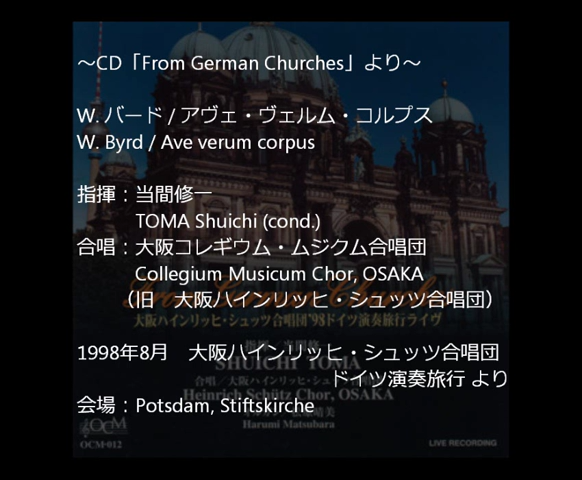 ～CD「From German Churches」より～
W. バード / アヴェ・ヴェルム・コルプス
W. Byrd / Ave verum corpus
指揮：当間修一
TOMA Shuichi (cond.)
合唱：大阪コレギウム・ムジクム合唱団
Collegium Musicum Chor, OSAKA
（旧　大阪ハインリッヒ・シュッツ合唱団）
大阪ハインリッヒ・シュッツ合唱団'98ドイツ演奏旅行ライヴ
1998年8月　大阪ハインリッヒ・シュッツ合唱団
SHUICHI TOMA
ドイツ演奏旅行 より
Heinrich Schütz Chor, OSAKA
会場：Potsdam, Stiftskirche
Harumi Matsubara
OCM
OCM-012
LIVE RECORDING